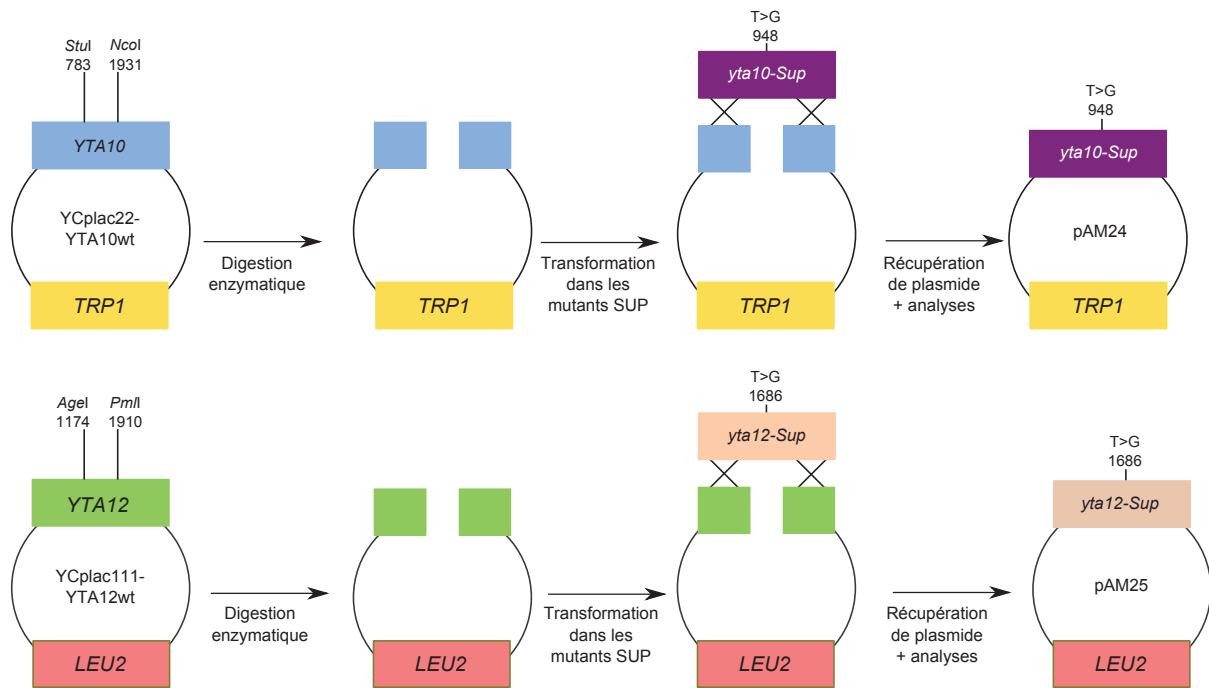 StuI NcoI
783 1931
YTA10
YCplac22-
YTA10wt
TRP1
Digestion
enzymatique
TRP1
Transformation
dans les
mutants SUP
T>G
948
yta10-Sup
TRP1
Récupération
de plasmide
+ analyses
T>G
948
yta10-Sup
pAM24
TRP1
AgeI PmlI
1174 1910
YTA12
YCplac111-
YTA12wt
LEU2
Digestion
enzymatique
LEU2
Transformation
dans les
mutants SUP
T>G
1686
yta12-Sup
LEU2
Récupération
de plasmide
+ analyses
T>G
1686
yta12-Sup
pAM25
LEU2